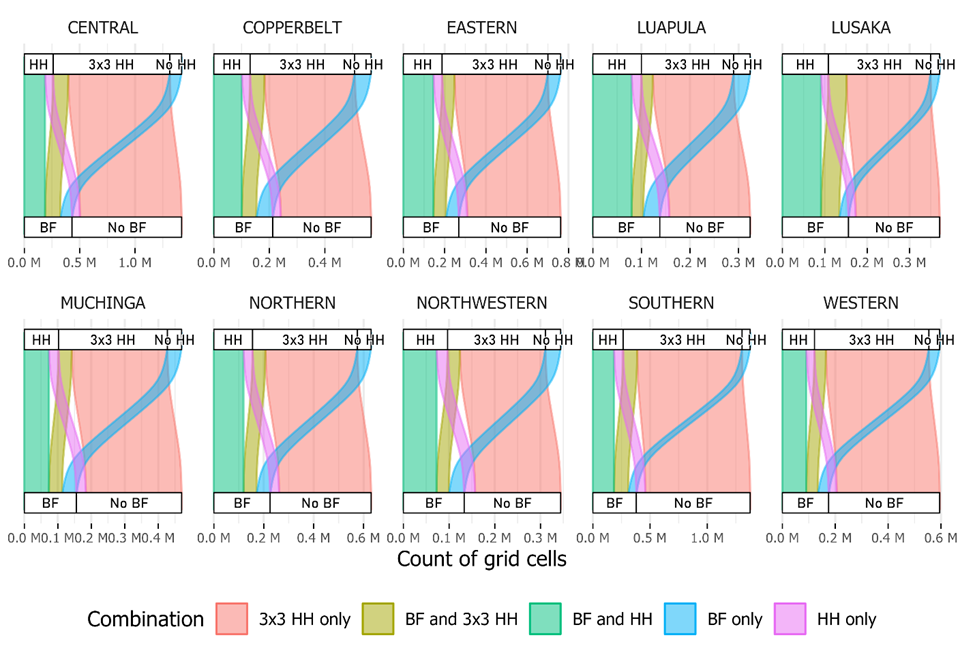 CENTRAL COPPERBELT EASTERN LUAPULA LUSAKA
HH 3x3 HH No HH HH 3x3 HH No HH HH 3x3 HH No HH HH 3x3 HH No HH HH 3x3 HH No HH
BF No BF BF No BF BF No BF BF No BF BF No BF
0.0 M 0.5 M 1.0 M 0.0 M 0.2 M 0.4 M 0.0 M 0.2 M 0.4 M 0.6 M 0.8 M 0.0 M 0.1 M 0.2 M 0.3 M 0.0 M 0.1 M 0.2 M 0.3 M
MUCHINGA NORTHERN NORTHWESTERN SOUTHERN WESTERN
HH 3x3 HH No HH HH 3x3 HH No HH HH 3x3 HH No HH HH 3x3 HH No HH HH 3x3 HH No HH
BF No BF BF No BF BF No BF BF No BF BF No BF
0.0 M 0.1 M 0.2 M 0.3 M 0.4 M 0.0 M 0.2 M 0.4 M 0.6 M 0.0 M 0.1 M 0.2 M 0.3 M 0.0 M 0.5 M 1.0 M 0.0 M 0.2 M 0.4 M 0.6 M
Count of grid cells
Combination 3x3 HH only BF and 3x3 HH BF and HH BF only HH only